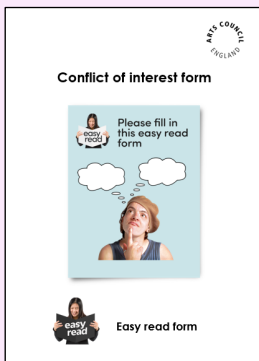 ARTS COUNCIL
ENGLAND
Conflict of interest form
easy
read
Please fill in
this easy read
form
easy
read
Easy read form